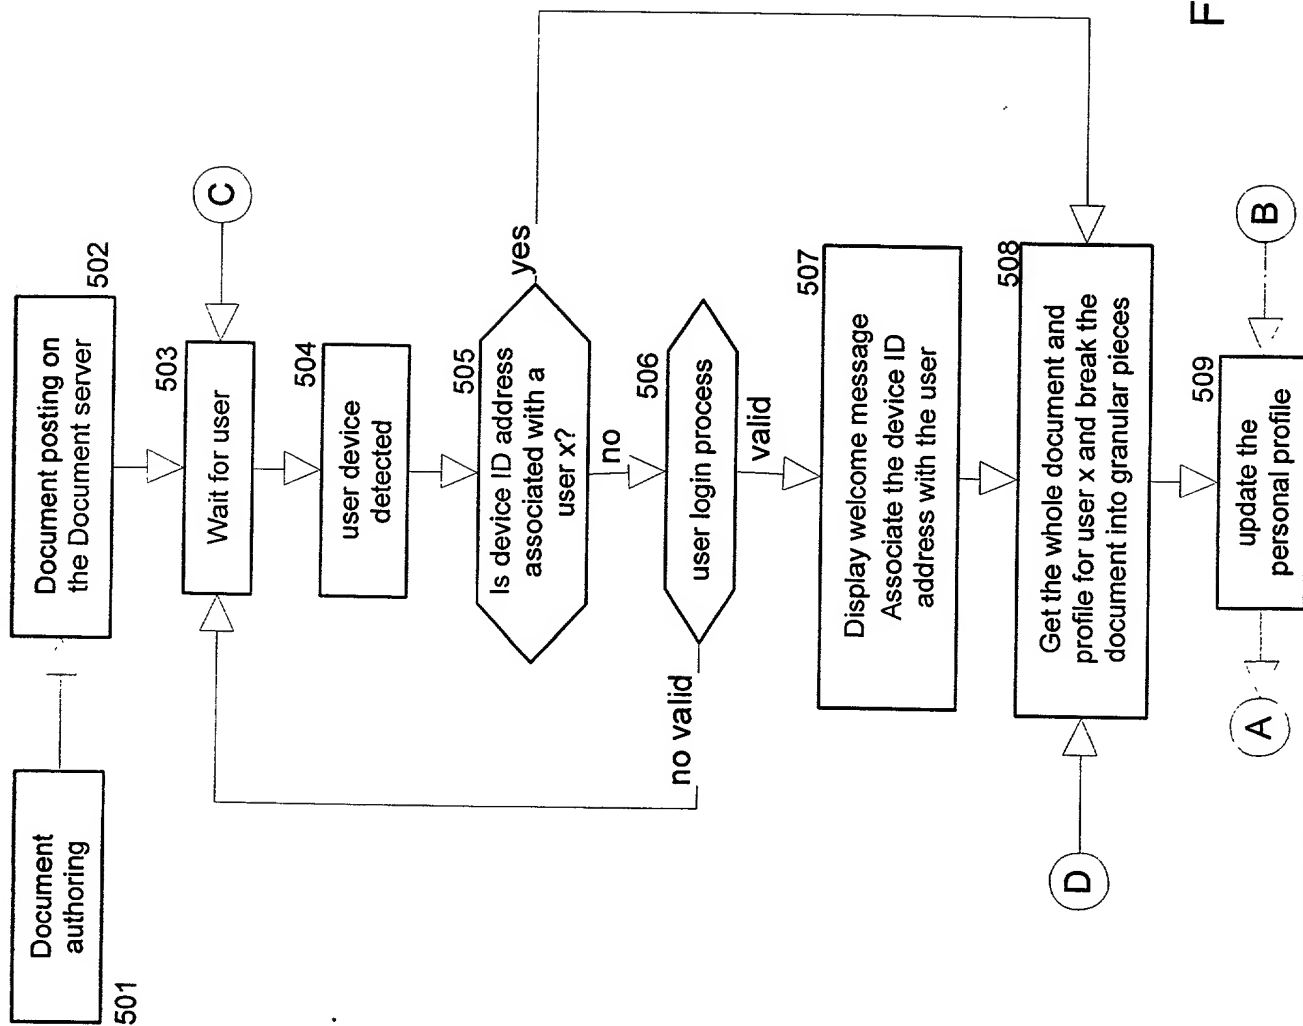 Document
authoring
501
Document posting on
the Document server
502
C
503
Wait for user
504
user device
detected
505
Is device ID address
associated with a
user x?
yes
no
506
user login process
no valid
valid
507
Display welcome message
Associate the device ID
address with the user
508
Get the whole document and
profile for user x and break the
document into granular pieces
D
509
update the
personal profile
A
B
F